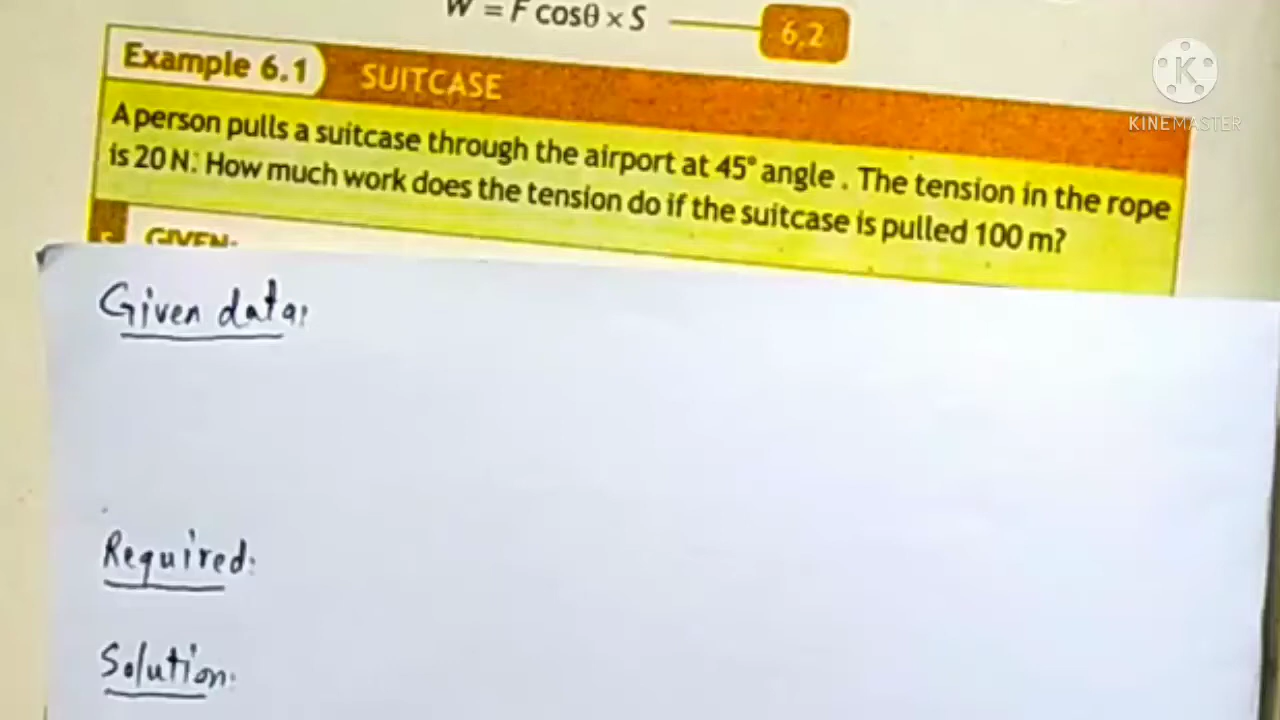 W = F cosθ × S
6.2
KINEMASTER
Example 6.1 SUITCASE
A person pulls a suitcase through the airport at 45° angle . The tension in the rope
is 20 N. How much work does the tension do if the suitcase is pulled 100 m?
GIVEN:
Given data:
Required:
Solution: